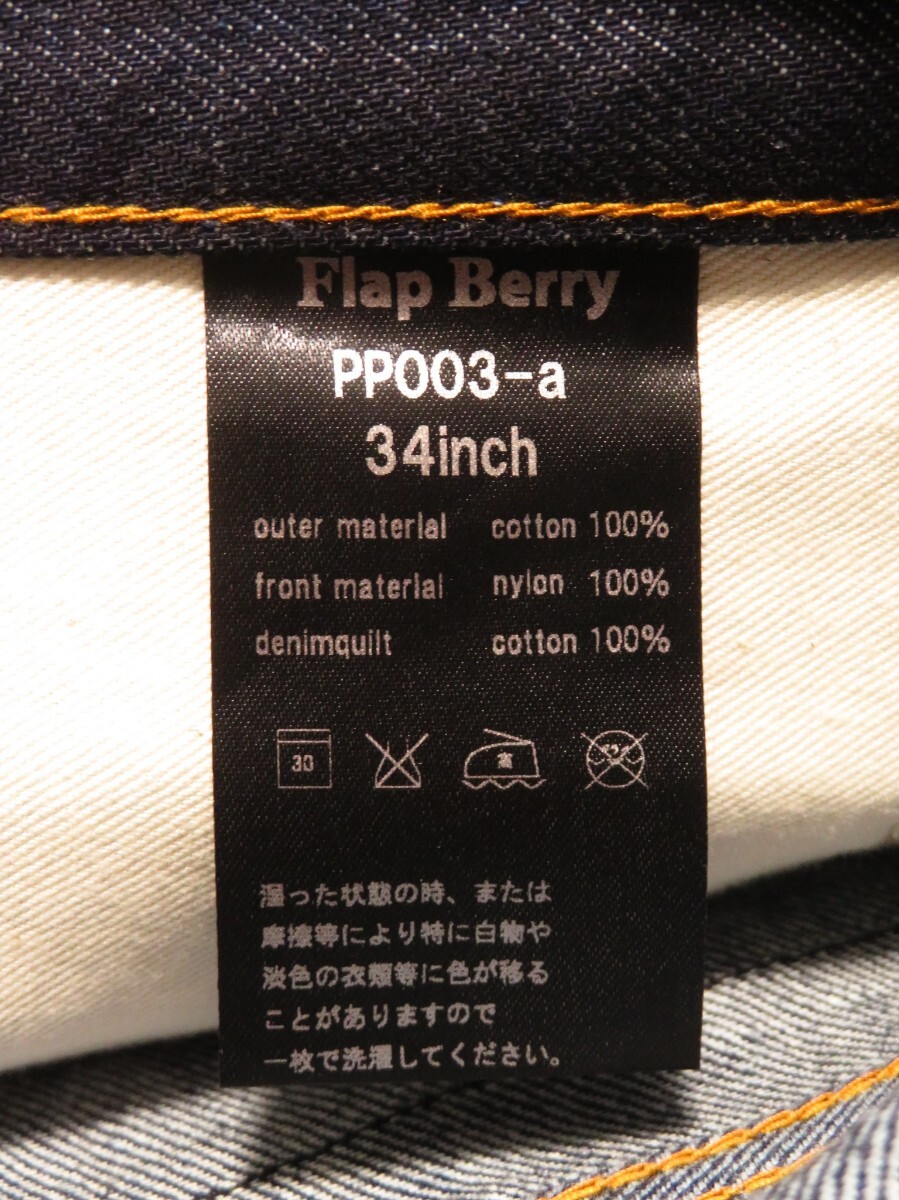 Flap Berry
PP003-a
34inch
outer material cotton 100%
front material nylon 100%
denimquilt cotton 100%
30
高
湿った状態の時、または
摩擦等により特に白物や
淡色の衣類等に色が移る
ことがありますので
一枚で洗濯してください。